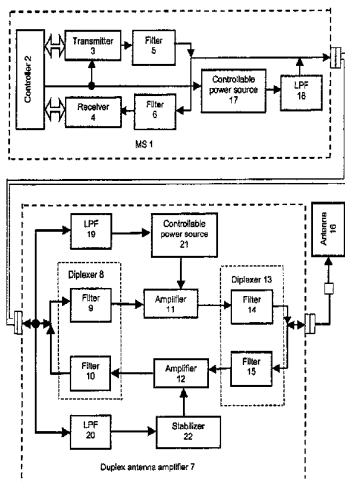 Controller 2
Transmitter
3
Filter
5
Controllable
power source
17
LPF
18
Receiver
4
Filter
6
MS 1
LPF
19
Controllable
power source
21
Antenna
16
Diplexer 8
Filter
9
Amplifier
11
Diplexer 13
Filter
14
Filter
10
Amplifier
12
Filter
15
LPF
20
Stabilizer
22
Duplex antenna amplifier 7